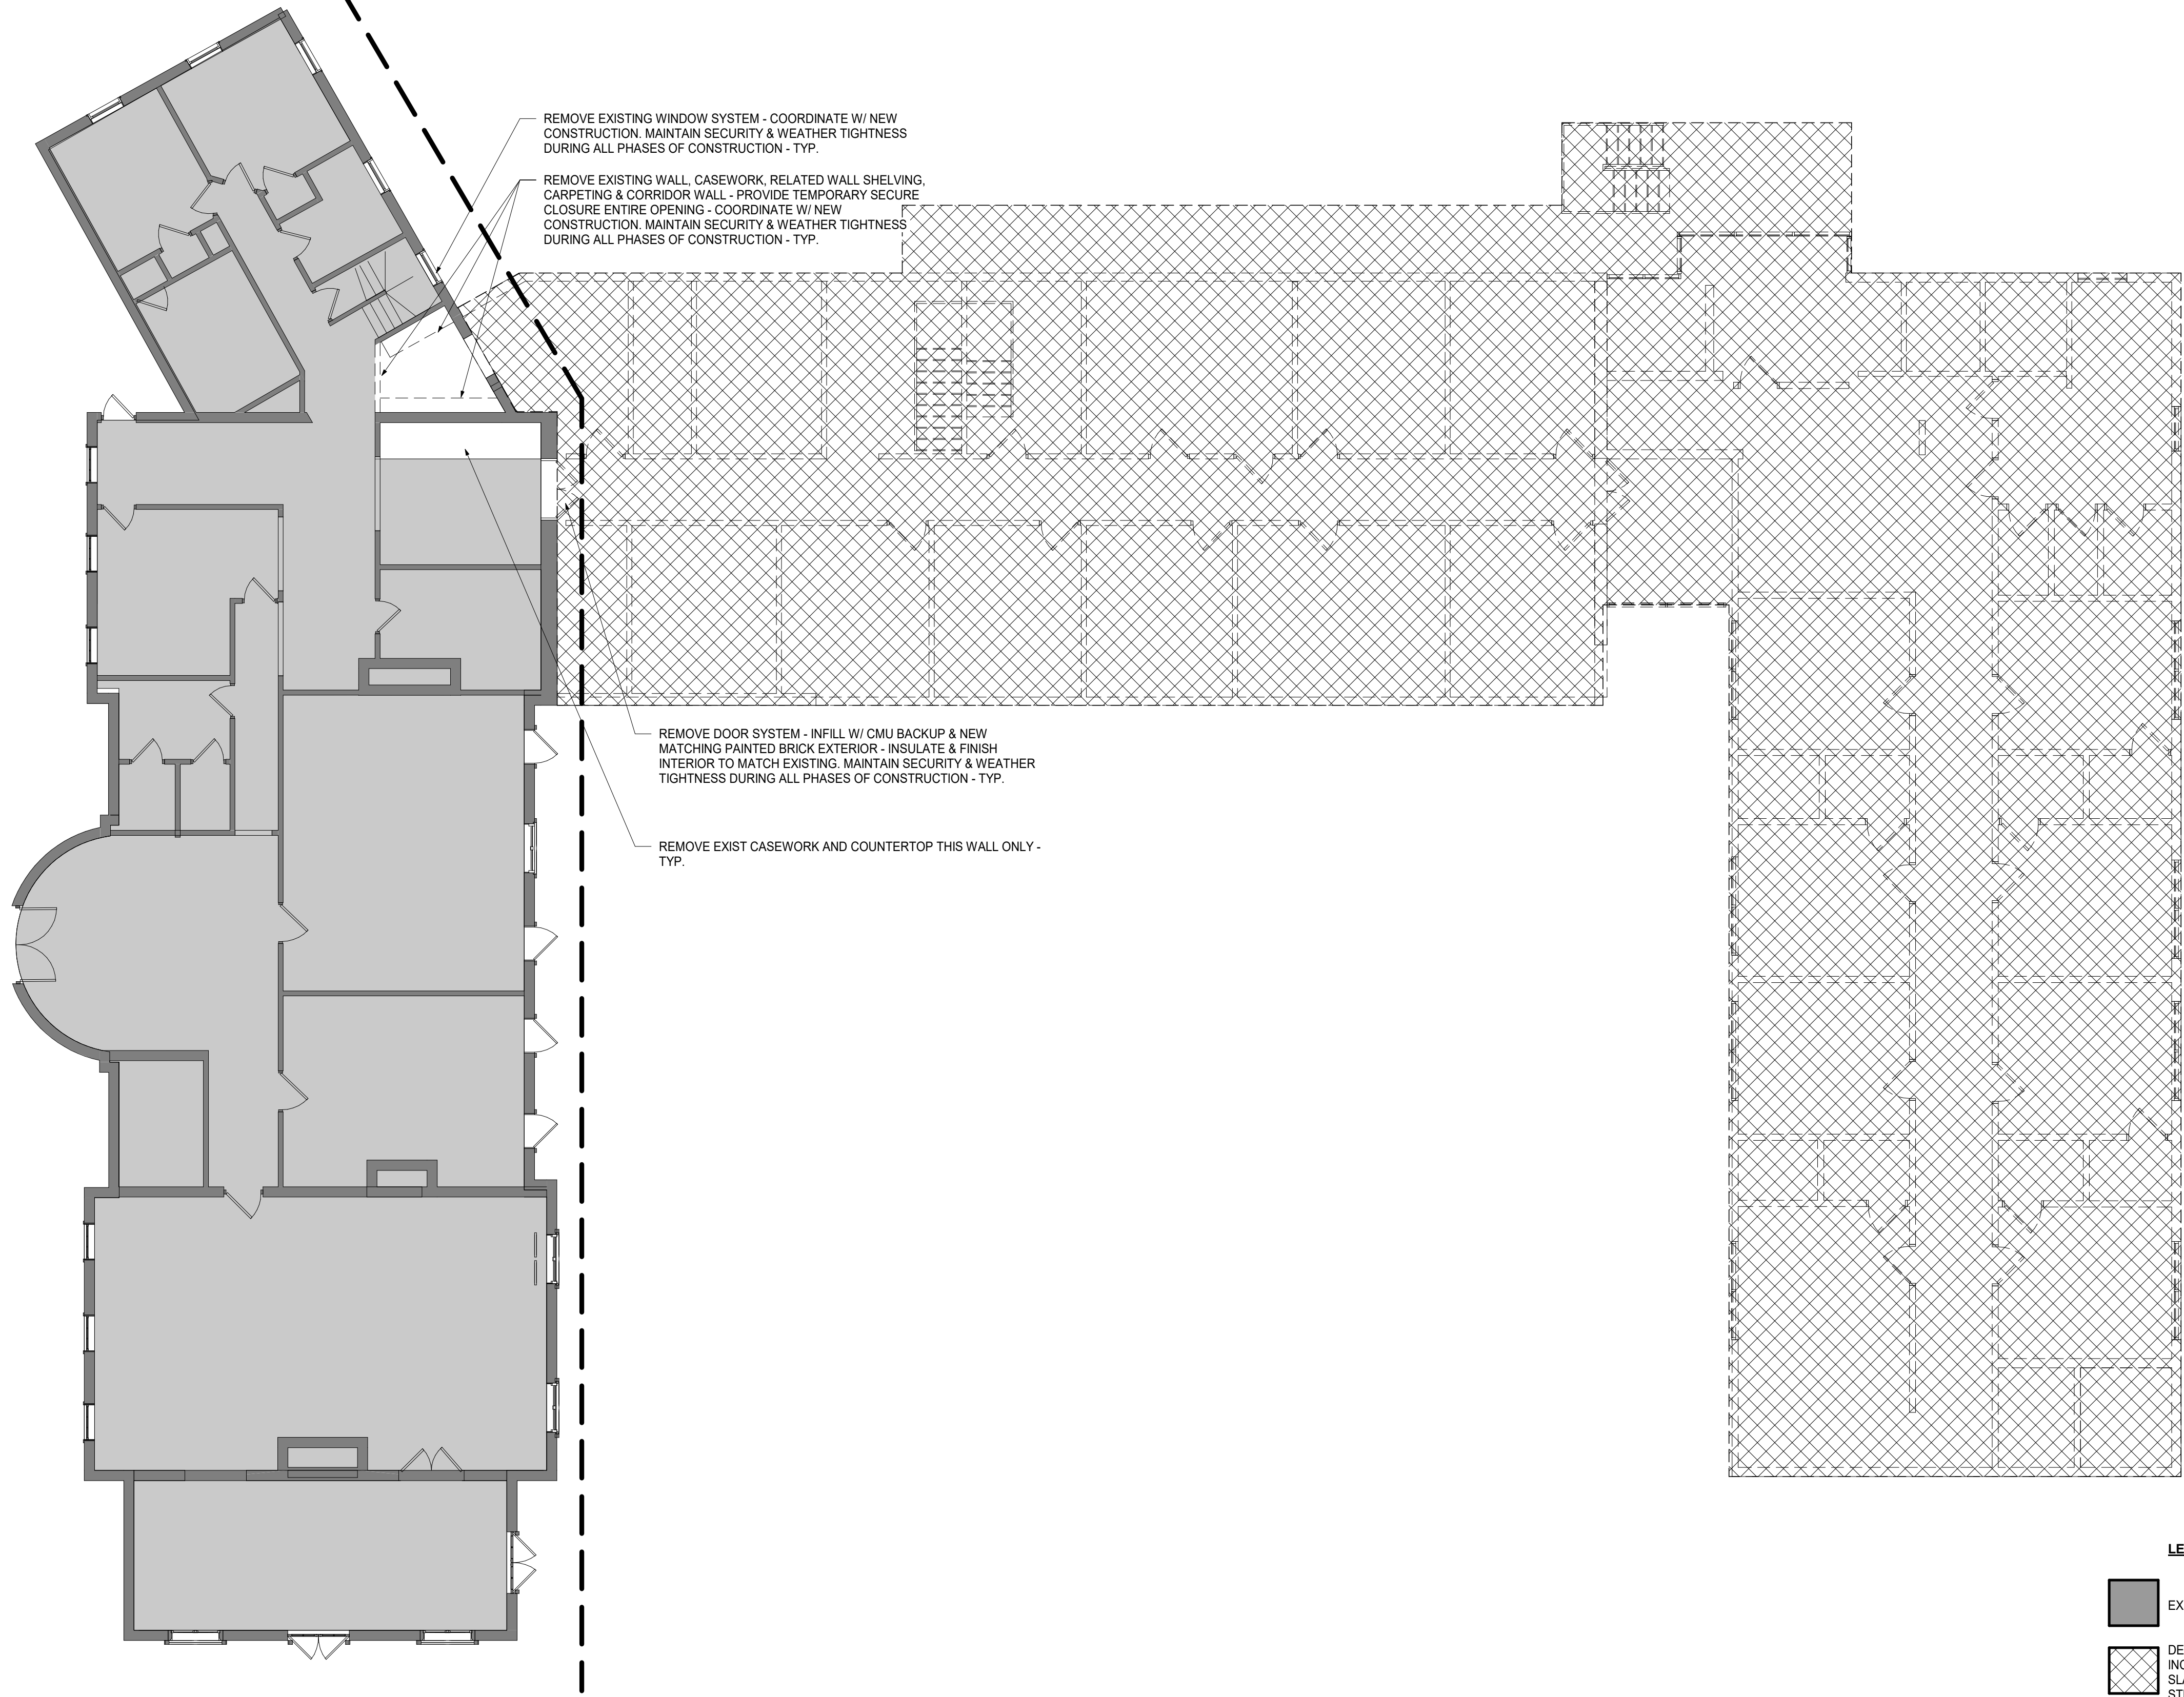 REMOVE EXISTING WINDOW SYSTEM - COORDINATE W/ NEW
CONSTRUCTION. MAINTAIN SECURITY & WEATHER TIGHTNESS
DURING ALL PHASES OF CONSTRUCTION - TYP.
REMOVE EXISTING WALL, CASEWORK, RELATED WALL SHELVING,
CARPETING & CORRIDOR WALL - PROVIDE TEMPORARY SECURE
CLOSURE ENTIRE OPENING - COORDINATE W/ NEW
CONSTRUCTION. MAINTAIN SECURITY & WEATHER TIGHTNESS
DURING ALL PHASES OF CONSTRUCTION - TYP.
REMOVE DOOR SYSTEM - INFILL W/ CMU BACKUP & NEW
MATCHING PAINTED BRICK EXTERIOR - INSULATE & FINISH
INTERIOR TO MATCH EXISTING. MAINTAIN SECURITY & WEATHER
TIGHTNESS DURING ALL PHASES OF CONSTRUCTION - TYP.
REMOVE EXIST CASEWORK AND COUNTERTOP THIS WALL ONLY -
TYP.
LE
EX
DE
INC